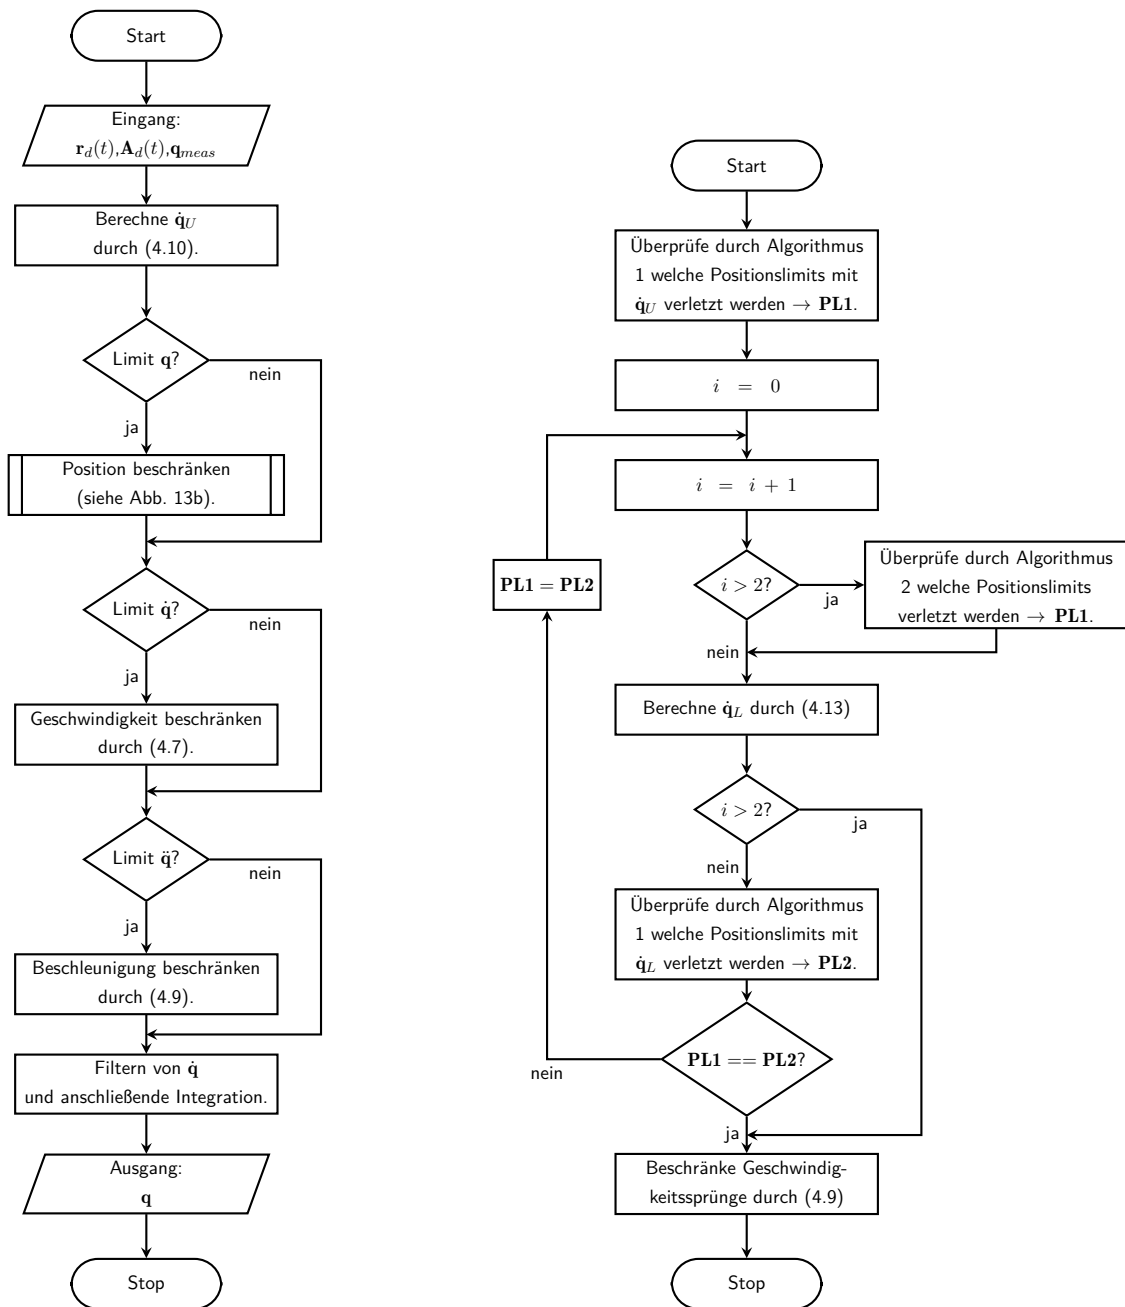 Start
Eingang:
𝐫_d(t),𝐀_d(t),𝐪_meas
Berechne 𝐪̇_U
durch (4.10).
Limit 𝐪?
nein
ja
Position beschränken
(siehe Abb. 13b).
Limit 𝐪̇?
nein
ja
Geschwindigkeit beschränken
durch (4.7).
Limit 𝐪̈?
nein
ja
Beschleunigung beschränken
durch (4.9).
Filtern von 𝐪̇
und anschließende Integration.
Ausgang:
𝐪
Stop
Start
Überprüfe durch Algorithmus
1 welche Positionslimits mit
𝐪̇_U verletzt werden → PL1.
i = 0
i = i + 1
PL1 = PL2
i > 2?
ja
Überprüfe durch Algorithmus
2 welche Positionslimits
verletzt werden → PL1.
nein
Berechne 𝐪̇_L durch (4.13)
i > 2?
ja
nein
Überprüfe durch Algorithmus
1 welche Positionslimits mit
𝐪̇_L verletzt werden → PL2.
PL1 == PL2?
nein
ja
Beschränke Geschwindig-
keitssprünge durch (4.9)
Stop